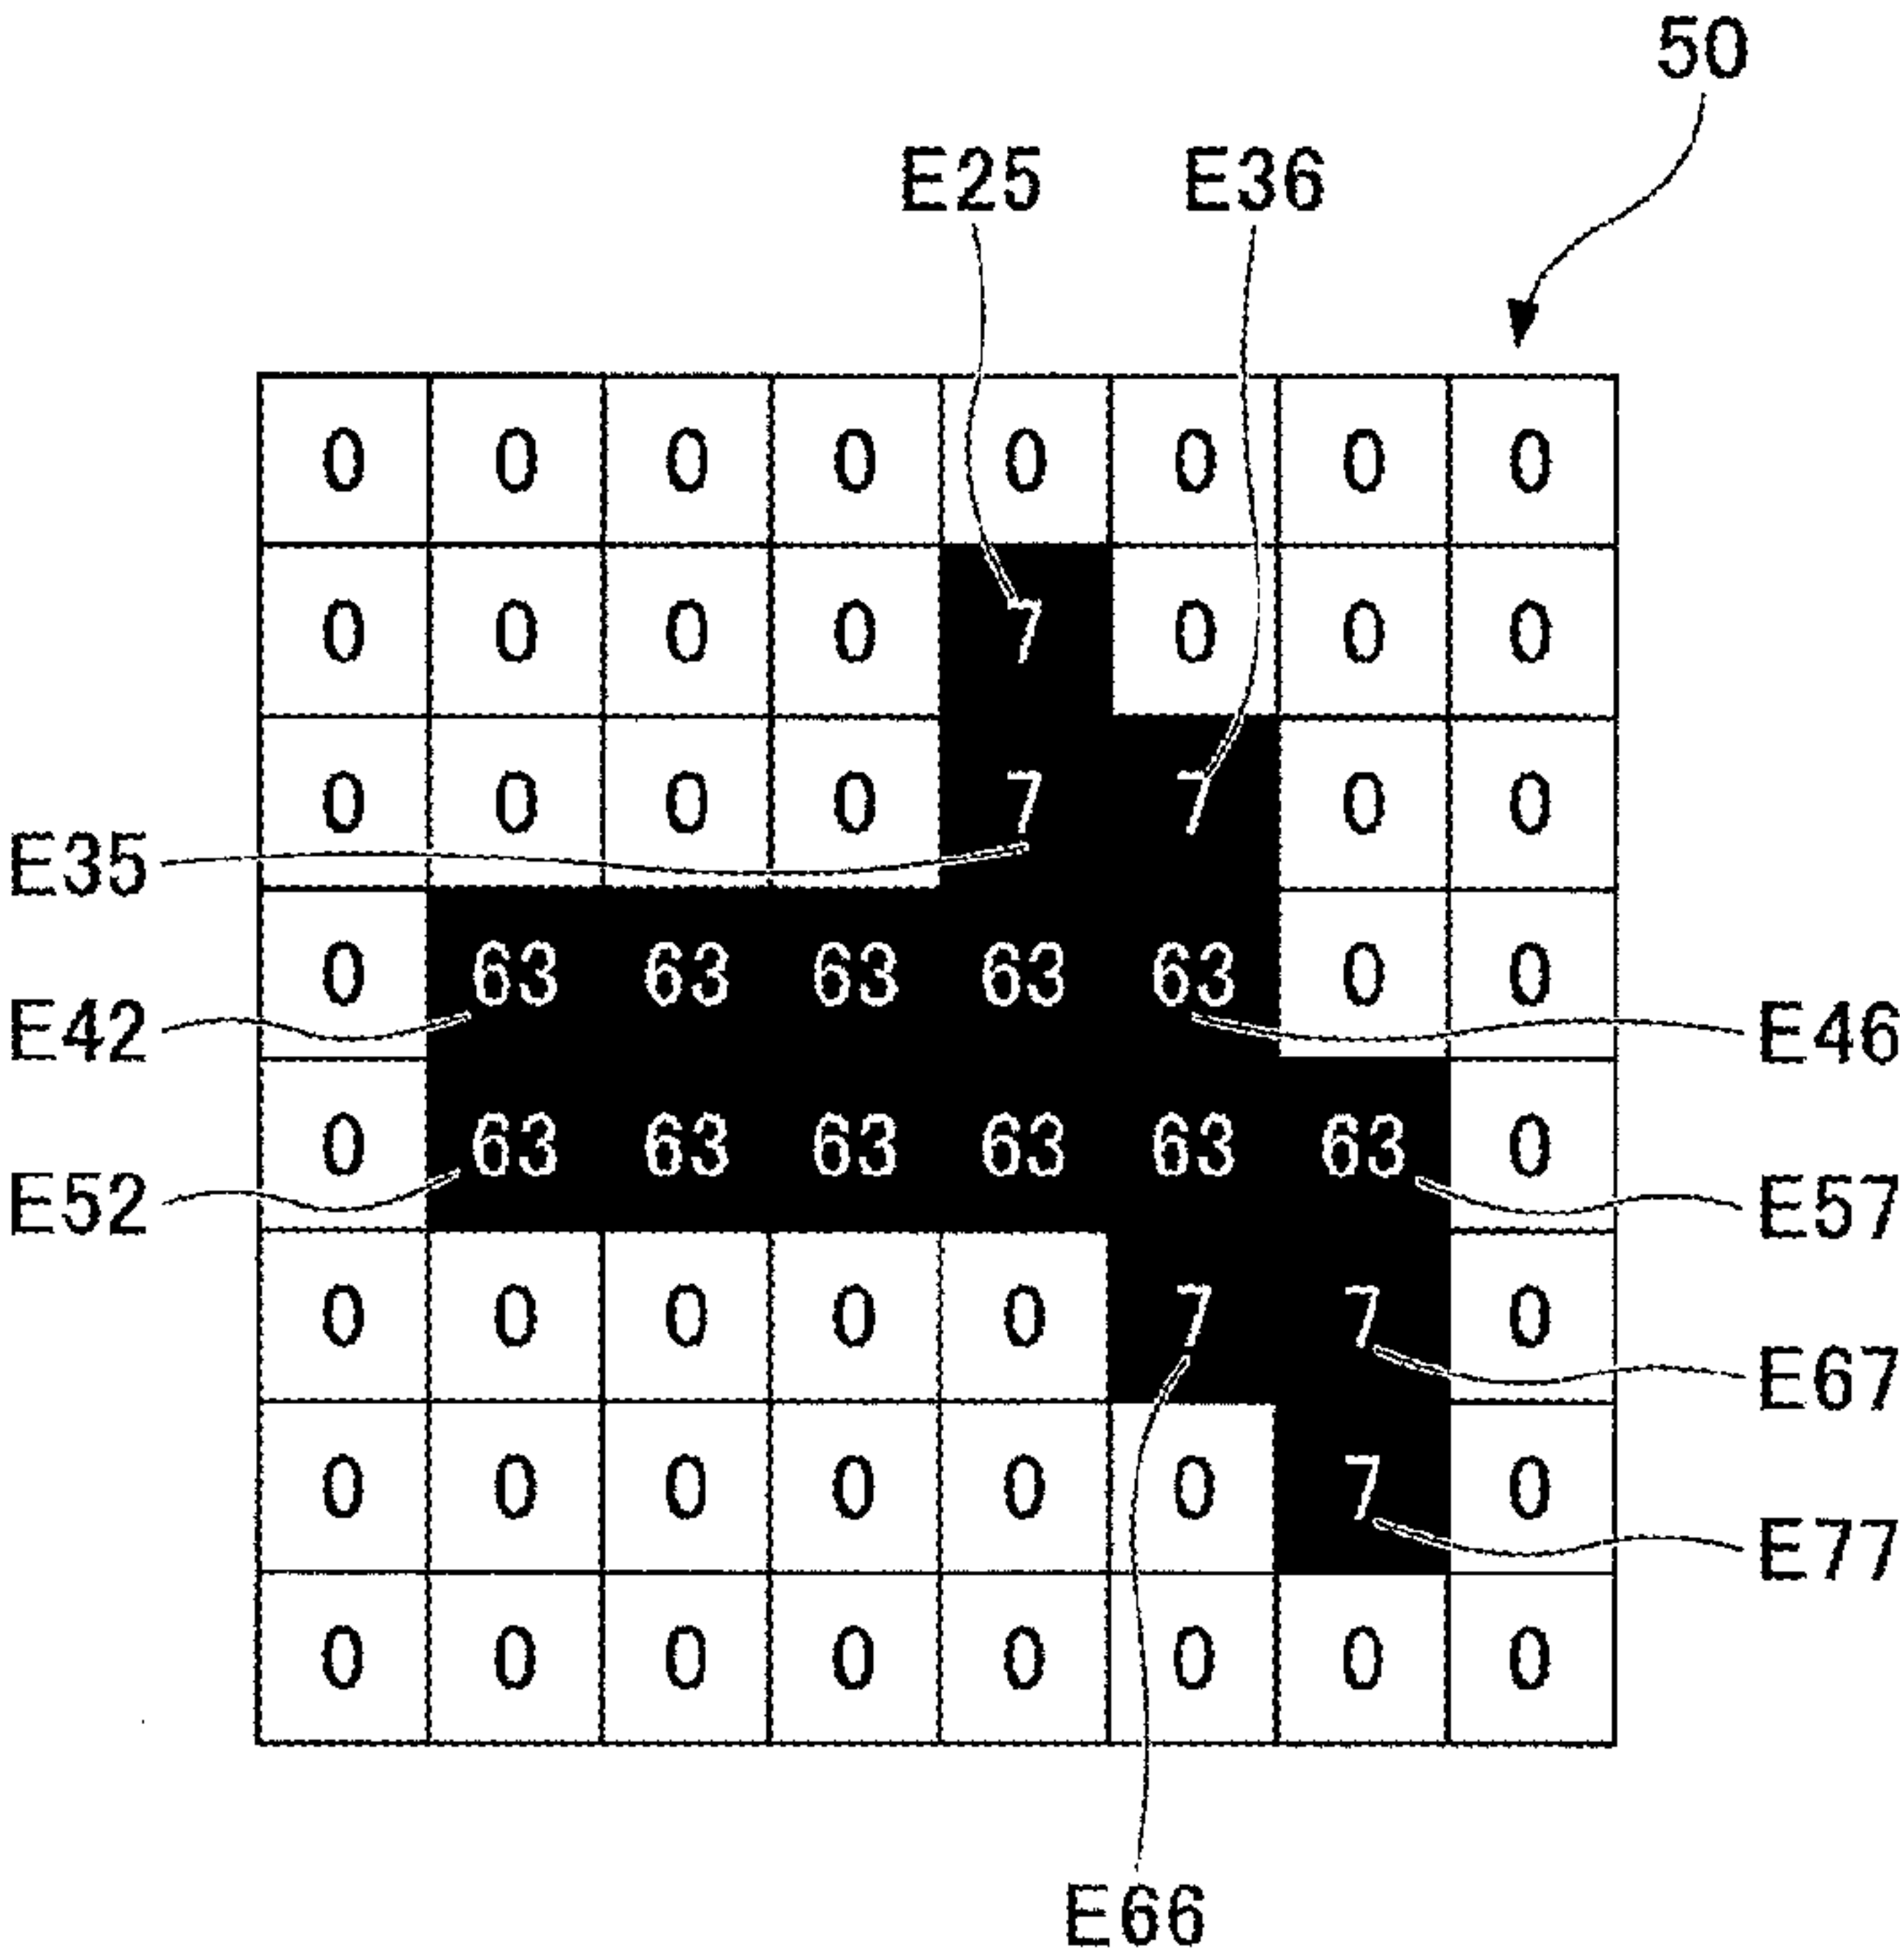 50
E25 E36
0 0 0 0 0 0 0 0
0 0 0 0 7 0 0 0
0 0 0 0 7 7 0 0
E35
0 63 63 63 63 63 0 0
E42 E46
0 63 63 63 63 63 63 0
E52 E57
0 0 0 0 0 7 7 0
E67
0 0 0 0 0 0 7 0
E77
0 0 0 0 0 0 0 0
E66